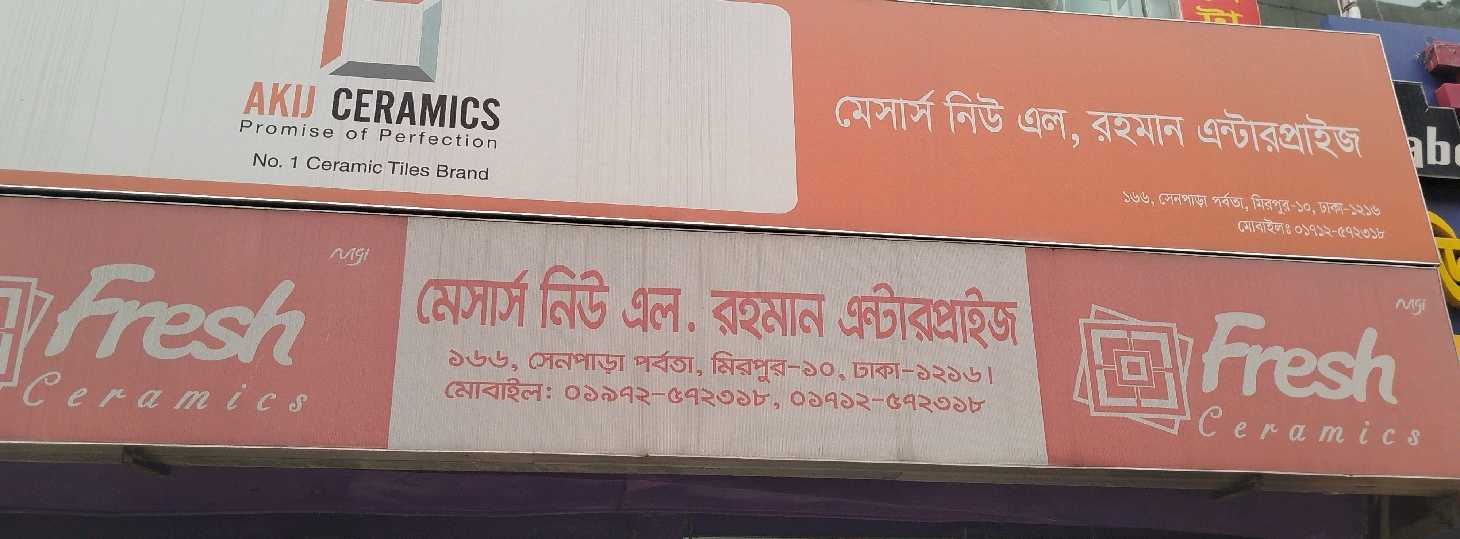 AKIJ CERAMICS
Promise of Perfection
No. 1 Ceramic Tiles Brand
মেসার্স নিউ এল, রহমান এন্টারপ্রাইজ
১৬৬, সেনপাড়া পর্বতা, মিরপুর-১০, ঢাকা-১২১৬
মোবাইলঃ ০১৭১২-৫৭২৩১৮
MGI
Fresh
Ceramics
মেসার্স নিউ এল. রহমান এন্টারপ্রাইজ
১৬৬, সেনপাড়া পর্বতা, মিরপুর-১০, ঢাকা-১২১৬।
মোবাইল: ০১৯৭২-৫৭২৩১৮, ০১৭১২-৫৭২৩১৮
MGI
Fresh
Ceramics